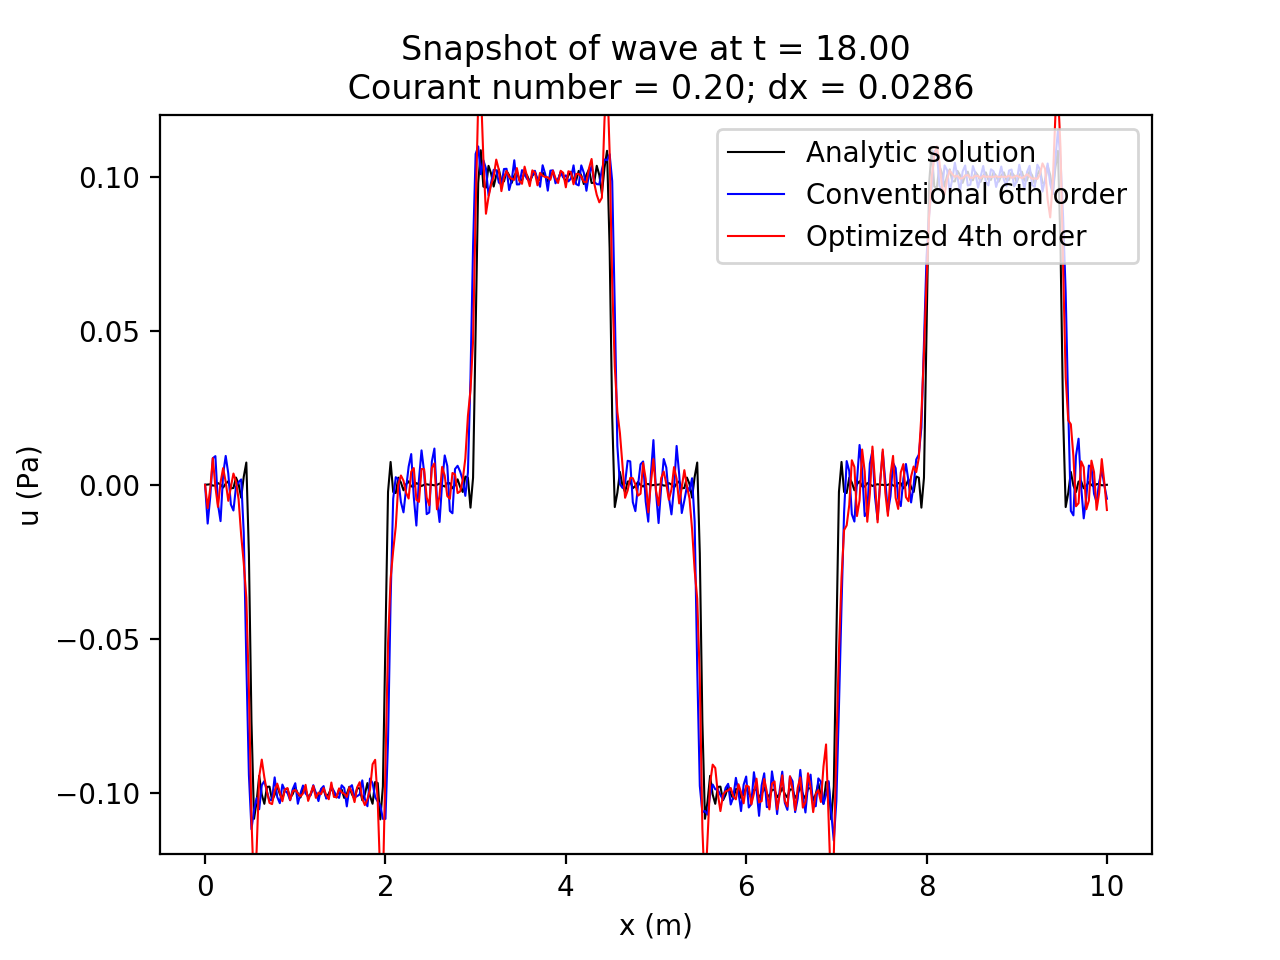 Snapshot of wave at t = 18.00
Courant number = 0.20; dx = 0.0286
Analytic solution
Conventional 6th order
Optimized 4th order
0.10
0.05
0.00
−0.05
−0.10
u (Pa)
0 2 4 6 8 10
x (m)